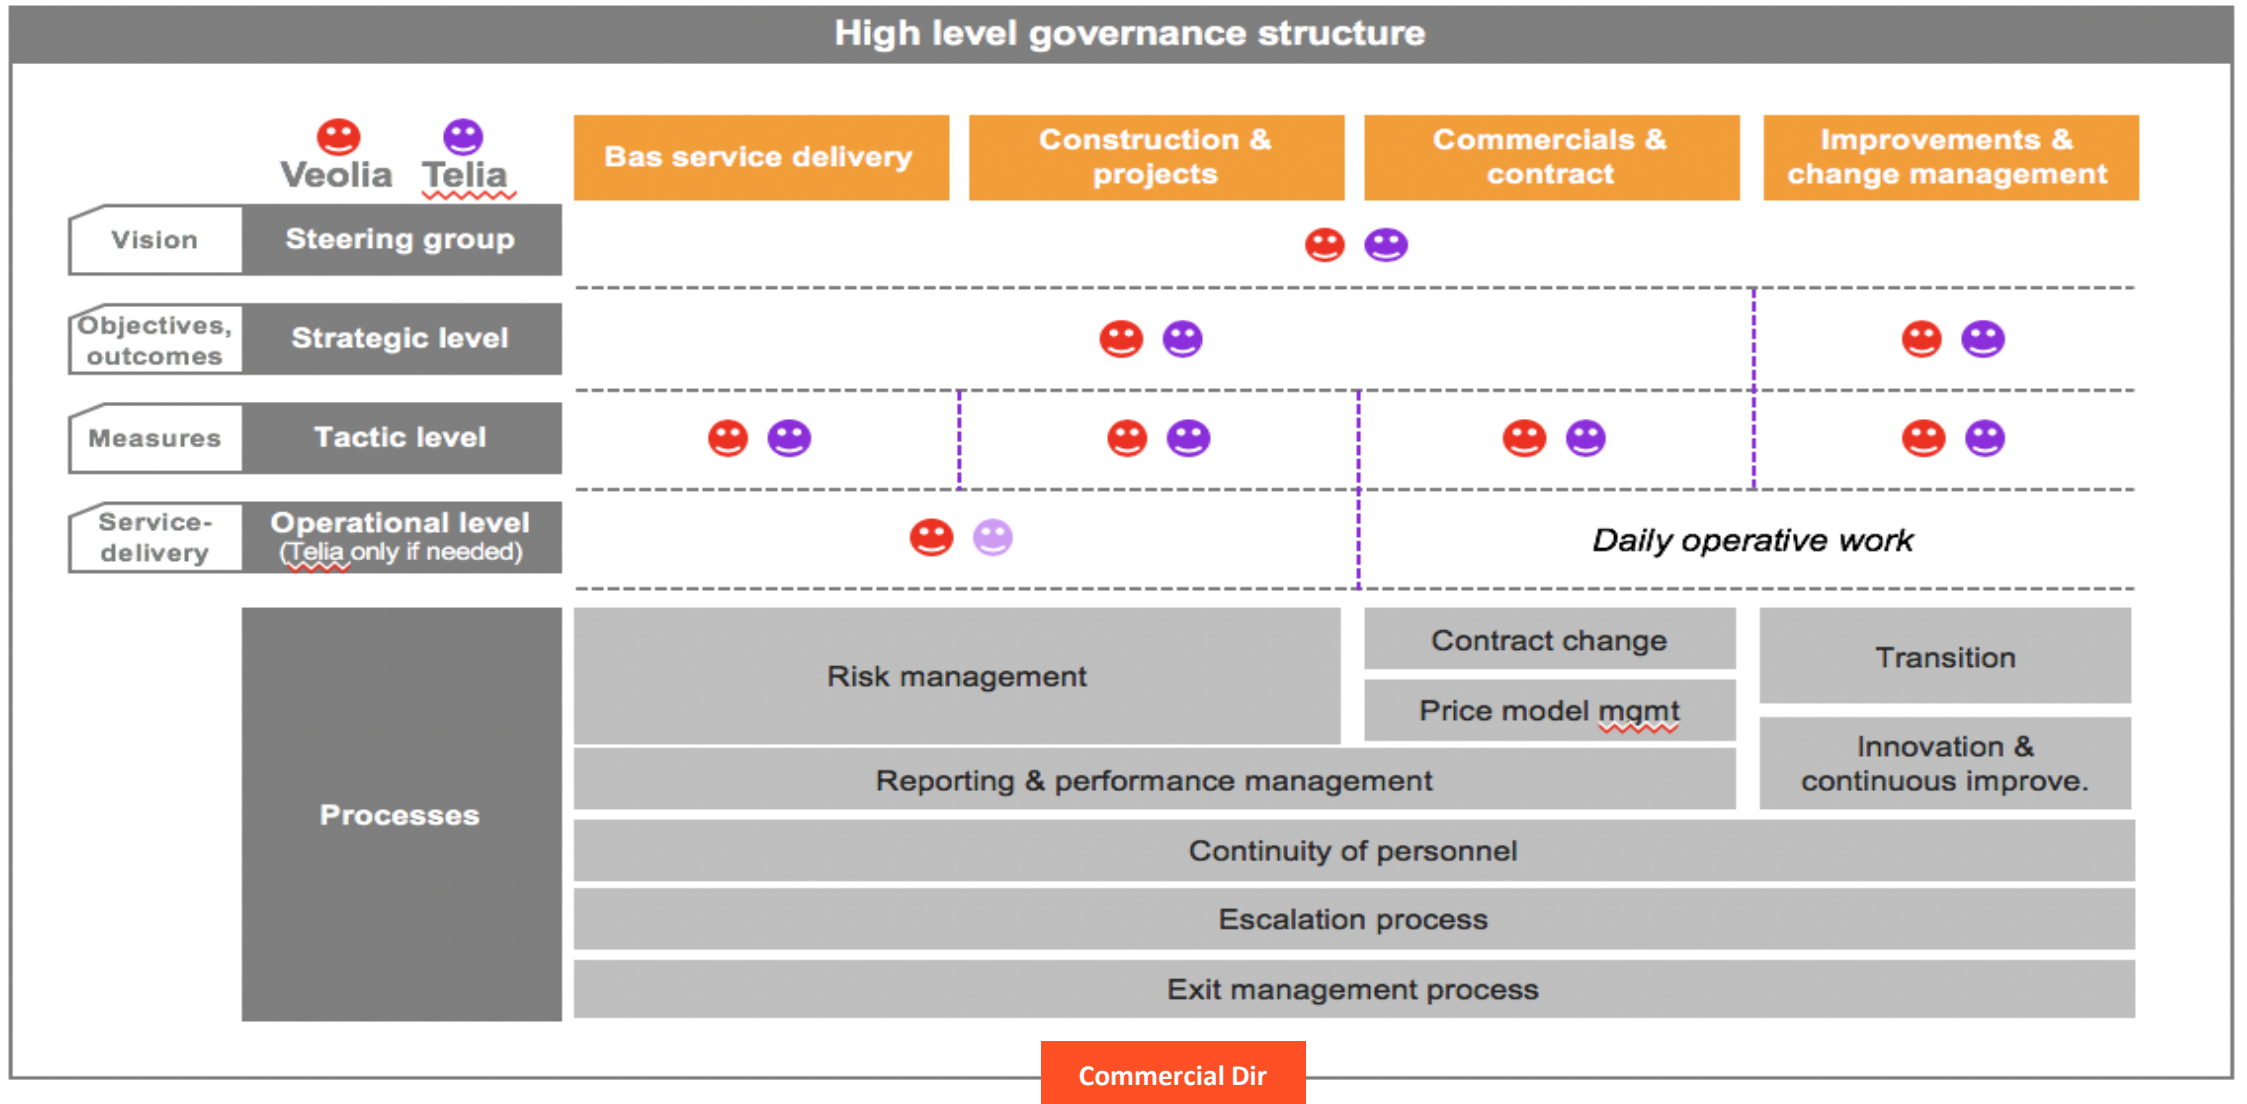 High level governance structure
Veolia
Telia
Bas service delivery
Construction &
projects
Commercials &
contract
Improvements &
change management
Vision
Steering group
Objectives,
outcomes
Strategic level
Measures
Tactic level
Service-
delivery
Operational level
(Telia only if needed)
Daily operative work
Processes
Risk management
Contract change
Price model mgmt
Transition
Reporting & performance management
Innovation &
continuous improve.
Continuity of personnel
Escalation process
Exit management process
Commercial Dir